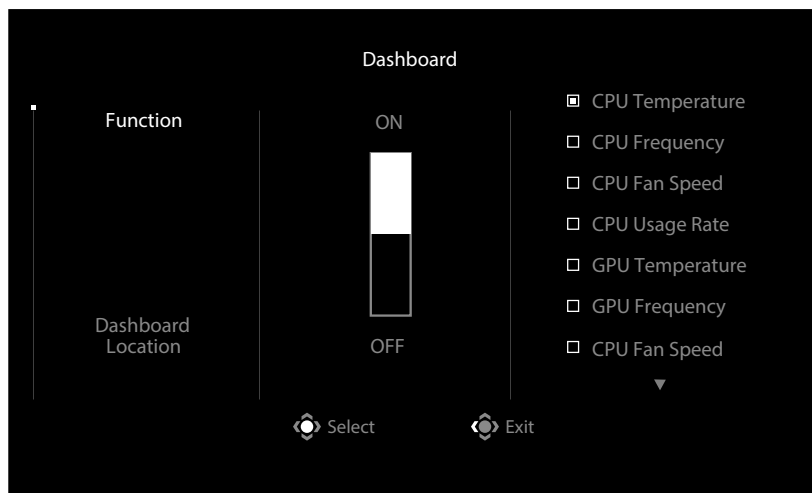 Dashboard
Function
Dashboard
Location
ON
OFF
CPU Temperature
CPU Frequency
CPU Fan Speed
CPU Usage Rate
GPU Temperature
GPU Frequency
CPU Fan Speed
Select
Exit